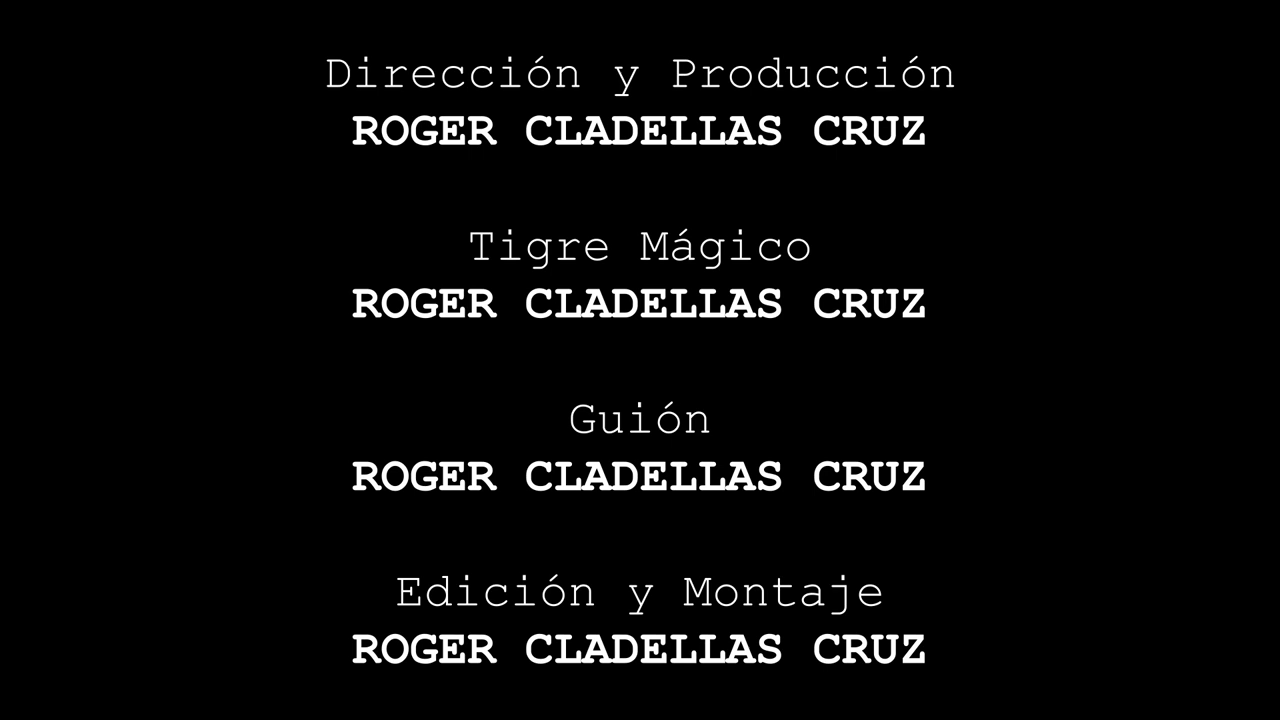 Dirección y Producción
ROGER CLADELLAS CRUZ
Tigre Mágico
ROGER CLADELLAS CRUZ
Guión
ROGER CLADELLAS CRUZ
Edición y Montaje
ROGER CLADELLAS CRUZ